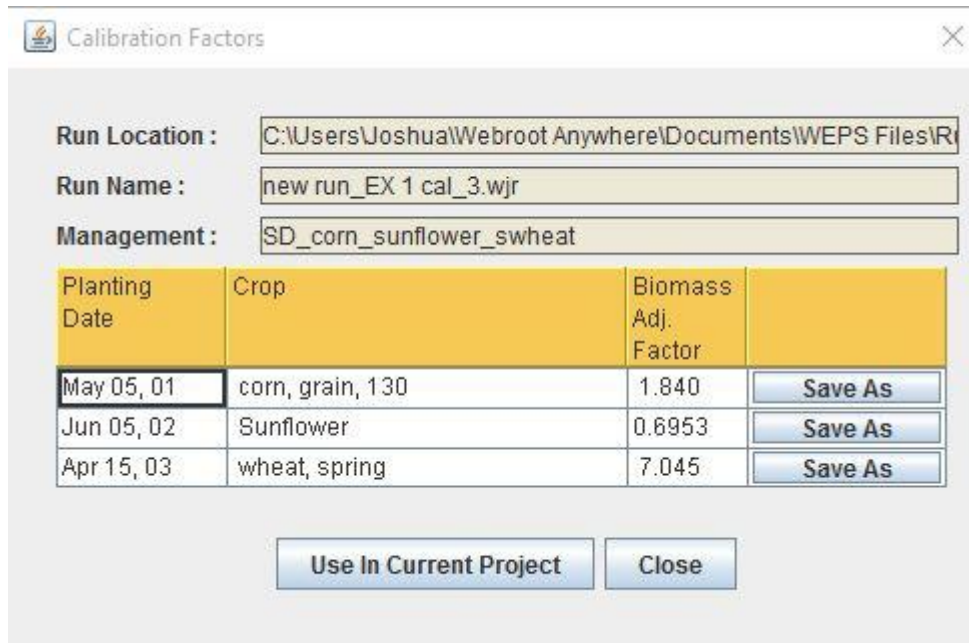 Calibration Factors
Run Location : C:\Users\Joshua\Webroot Anywhere\Documents\WEPS Files\R
Run Name : new run_EX 1 cal_3.wjr
Management : SD_corn_sunflower_swheat
Planting Date Crop Biomass Adj. Factor
May 05, 01 corn, grain, 130 1.840 Save As
Jun 05, 02 Sunflower 0.6953 Save As
Apr 15, 03 wheat, spring 7.045 Save As
Use In Current Project Close